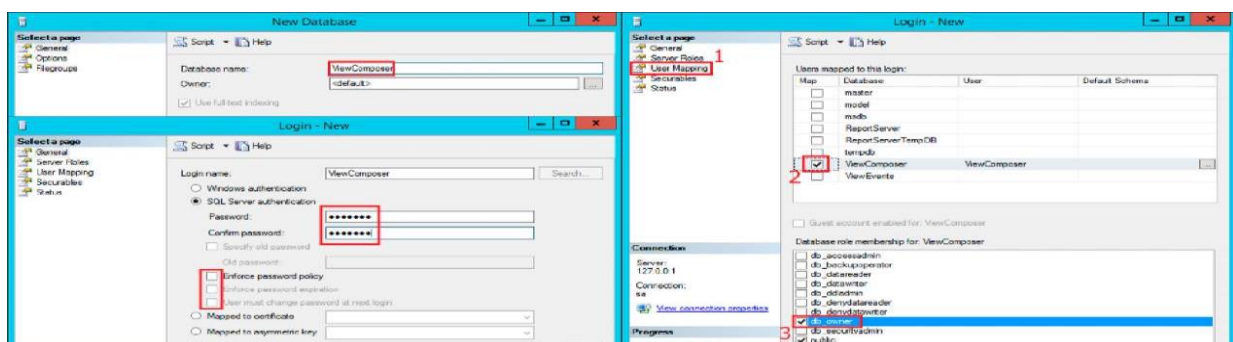 New Database
Select a page
General
Options
Filegroups
Script Help
Database name: ViewComposer
Owner: <default> ...
Use full-text indexing
Login - New
Select a page
General
Server Roles
User Mapping
Securables
Status
Script Help
Login name: ViewComposer Search...
Windows authentication
SQL Server authentication
Password: •••••••
Confirm password: •••••••
Specify old password
Old password:
Enforce password policy
Enforce password expiration
User must change password at next login
Mapped to certificate
Mapped to asymmetric key
Login - New
Select a page
General
Server Roles 1
User Mapping
Securables
Status
Script Help
Users mapped to this login:
Map Database User Default Schema
master
model
msdb
ReportServer
ReportServerTempDB
tempdb
ViewComposer ViewComposer ...
2 ViewEvents
Guest account enabled for: ViewComposer
Database role membership for: ViewComposer
db_accessadmin
db_backupoperator
db_datareader
db_datawriter
db_ddladmin
db_denydatareader
db_denydatawriter
db_owner
3 db_securityadmin
public
Connection
Server:
127.0.0.1
Connection:
sa
View connection properties
Progress